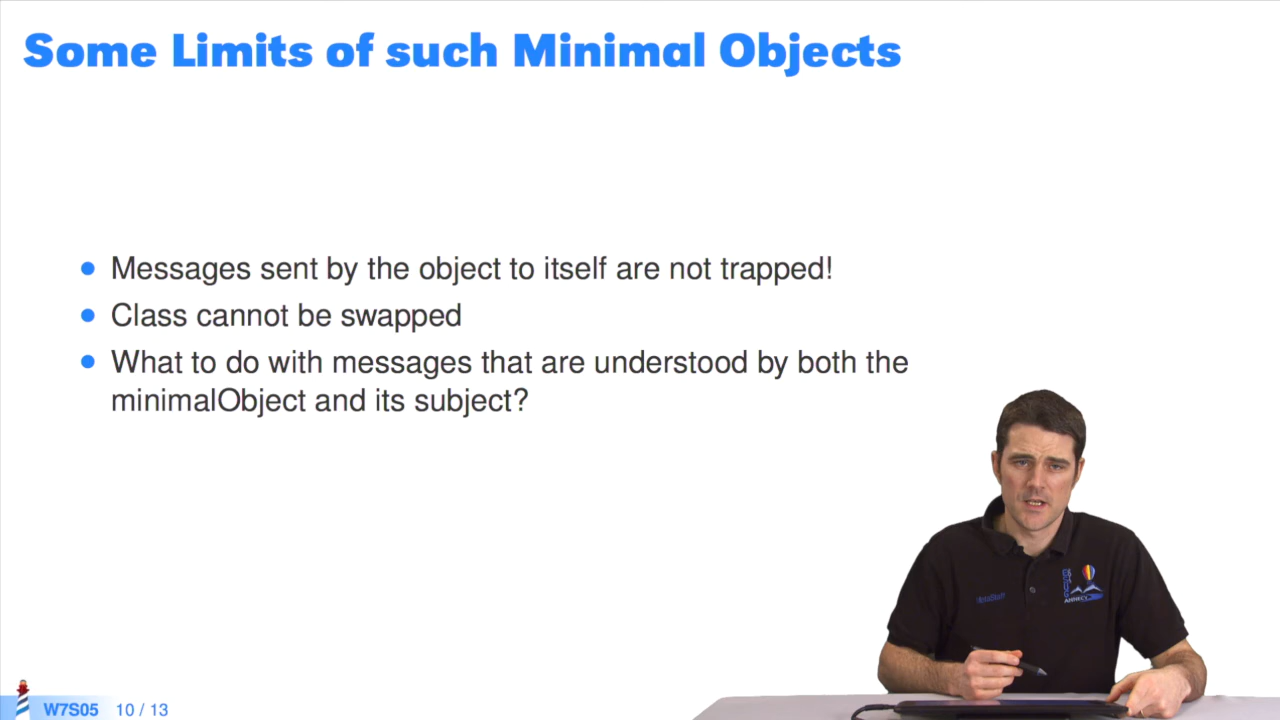 Some Limits of such Minimal Objects
Messages sent by the object to itself are not trapped!
Class cannot be swapped
What to do with messages that are understood by both the
minimalObject and its subject?
ANNECY
W7S05 10 / 13